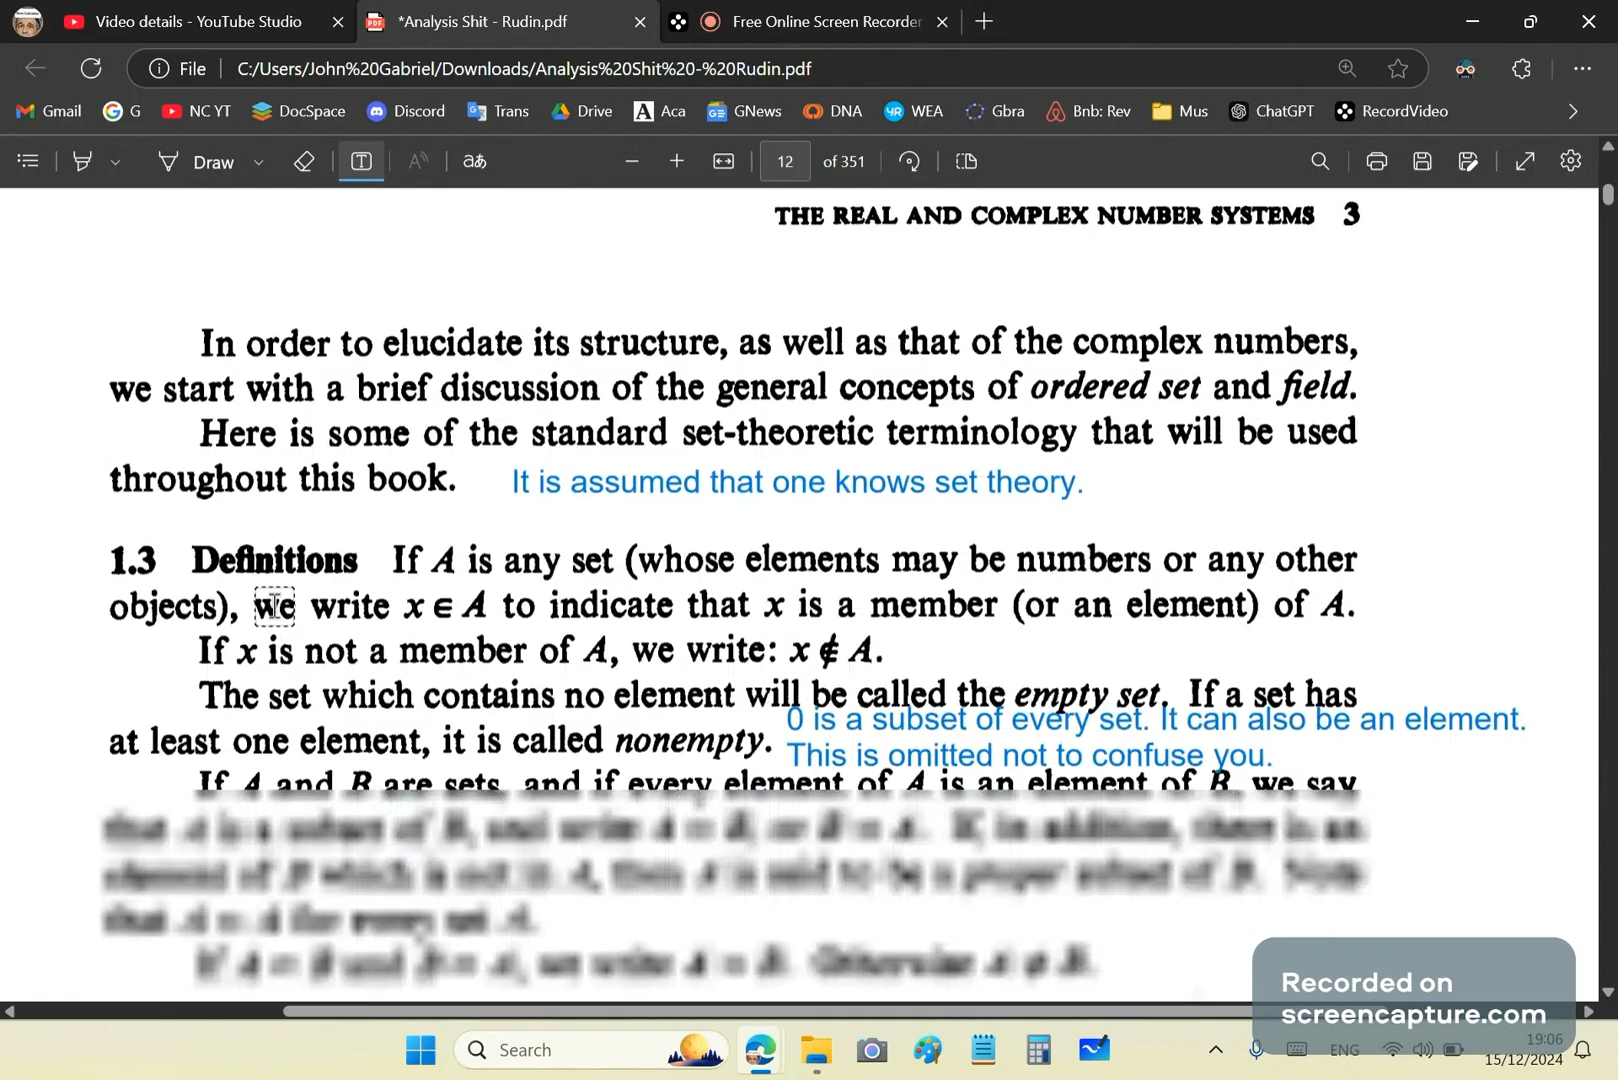 Video details - YouTube Studio
*Analysis Shit - Rudin.pdf
Free Online Screen Recorder
File
C:/Users/John%20Gabriel/Downloads/Analysis%20Shit%20-%20Rudin.pdf
Gmail G NC YT DocSpace Discord Trans Drive Aca GNews DNA WEA Gbra Bnb: Rev Mus ChatGPT RecordVideo
Draw 12 of 351
THE REAL AND COMPLEX NUMBER SYSTEMS 3
In order to elucidate its structure, as well as that of the complex numbers,
we start with a brief discussion of the general concepts of ordered set and field.
Here is some of the standard set-theoretic terminology that will be used
throughout this book. It is assumed that one knows set theory.
1.3 Definitions If A is any set (whose elements may be numbers or any other
objects), we write x ∈ A to indicate that x is a member (or an element) of A.
If x is not a member of A, we write: x ∉ A.
The set which contains no element will be called the empty set. If a set has
at least one element, it is called nonempty.
0 is a subset of every set. It can also be an element.
This is omitted not to confuse you.
If A and B are sets, and if every element of A is an element of B, we say
Recorded on
screencapture.com
Search
ENG
19:06
15/12/2024